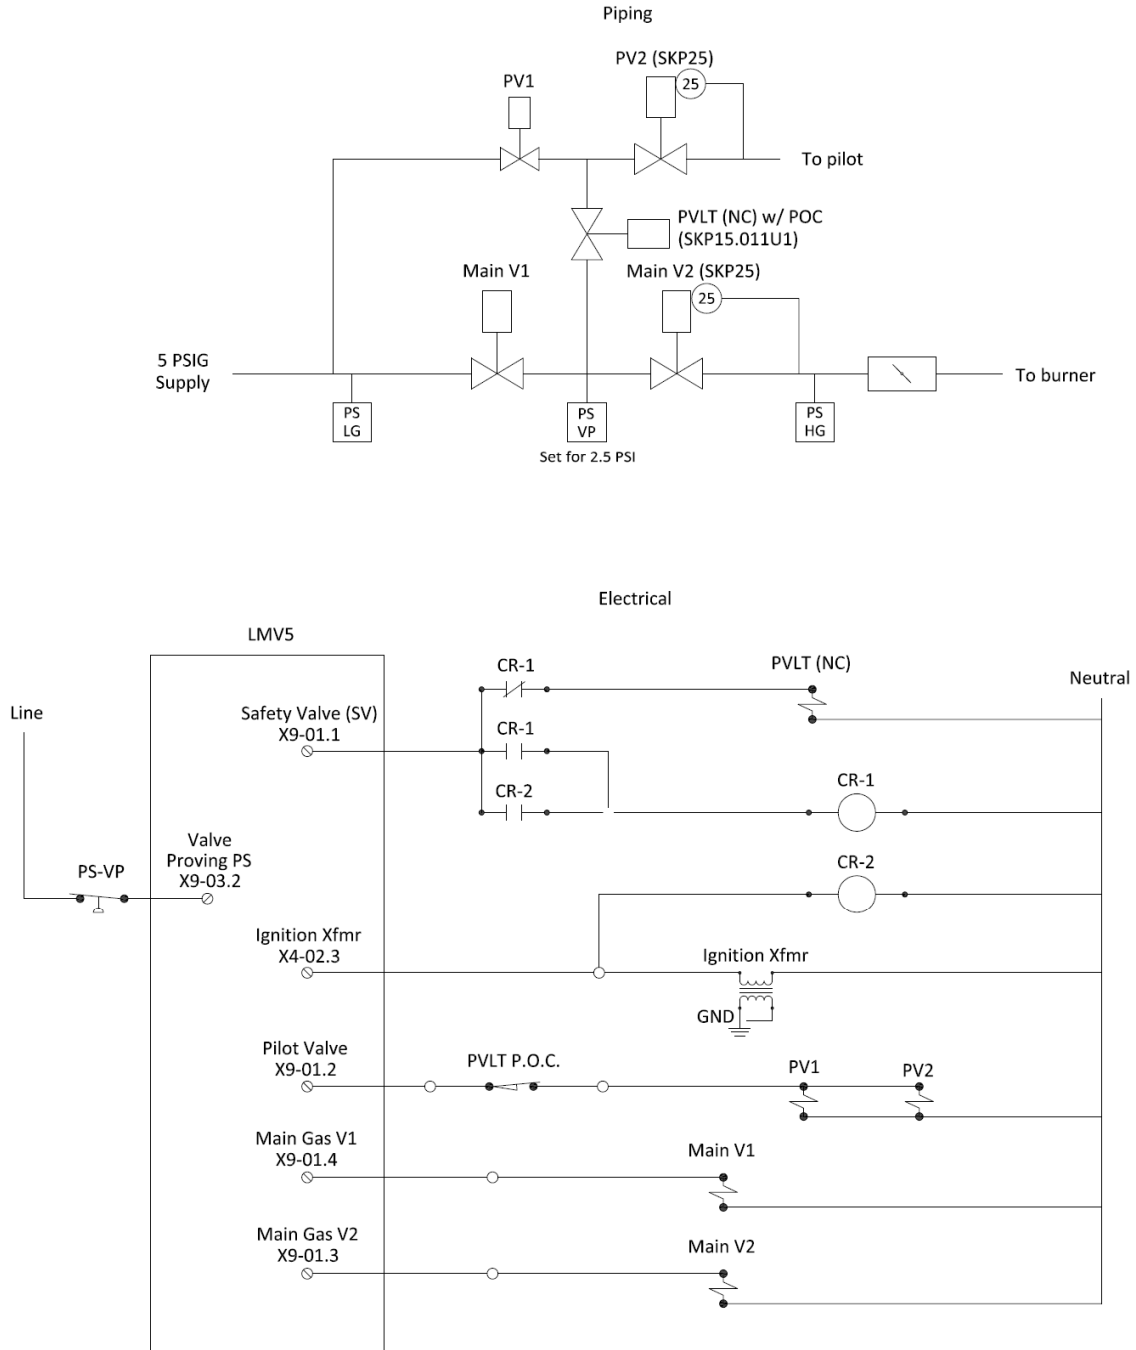 Piping
PV2 (SKP25)
PV1
25
To pilot
PVLT (NC) w/ POC
(SKP15.011U1)
Main V1
Main V2 (SKP25)
25
5 PSIG
Supply
To burner
PS
LG
PS
VP
PS
HG
Set for 2.5 PSI
Electrical
LMV5
CR-1
PVLT (NC)
Neutral
Line
Safety Valve (SV)
X9-01.1
CR-1
CR-2
CR-1
Valve
Proving PS
X9-03.2
PS-VP
CR-2
Ignition Xfmr
X4-02.3
Ignition Xfmr
GND
Pilot Valve
X9-01.2
PVLT P.O.C.
PV1
PV2
Main Gas V1
X9-01.4
Main V1
Main Gas V2
X9-01.3
Main V2